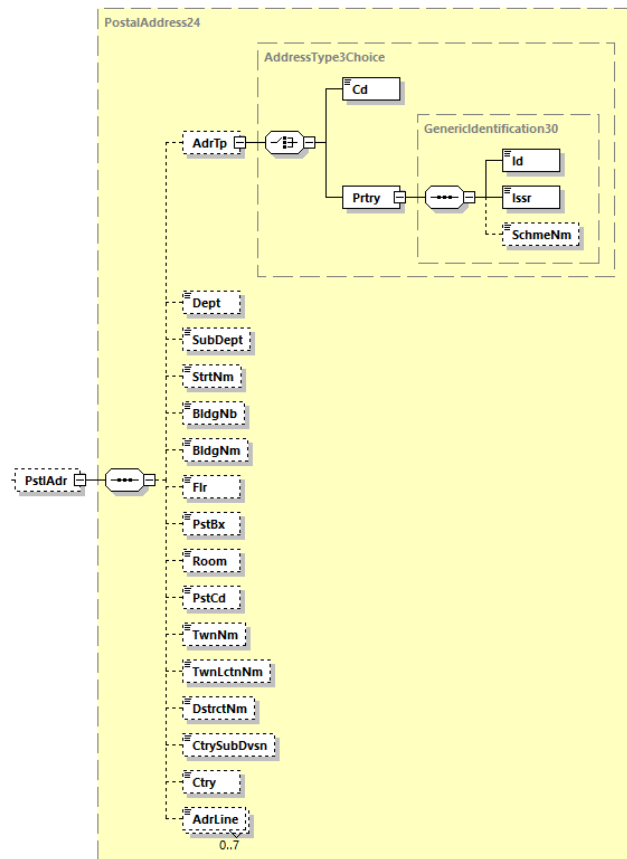 PostalAddress24
AddressType3Choice
Cd
GenericIdentification30
AdrTp
Id
Prtry
Issr
SchmeNm
Dept
SubDept
StrtNm
BldgNb
BldgNm
PstlAdr
Flr
PstBx
Room
PstCd
TwnNm
TwnLctnNm
DstrctNm
CtrySubDvsn
Ctry
AdrLine
0..7